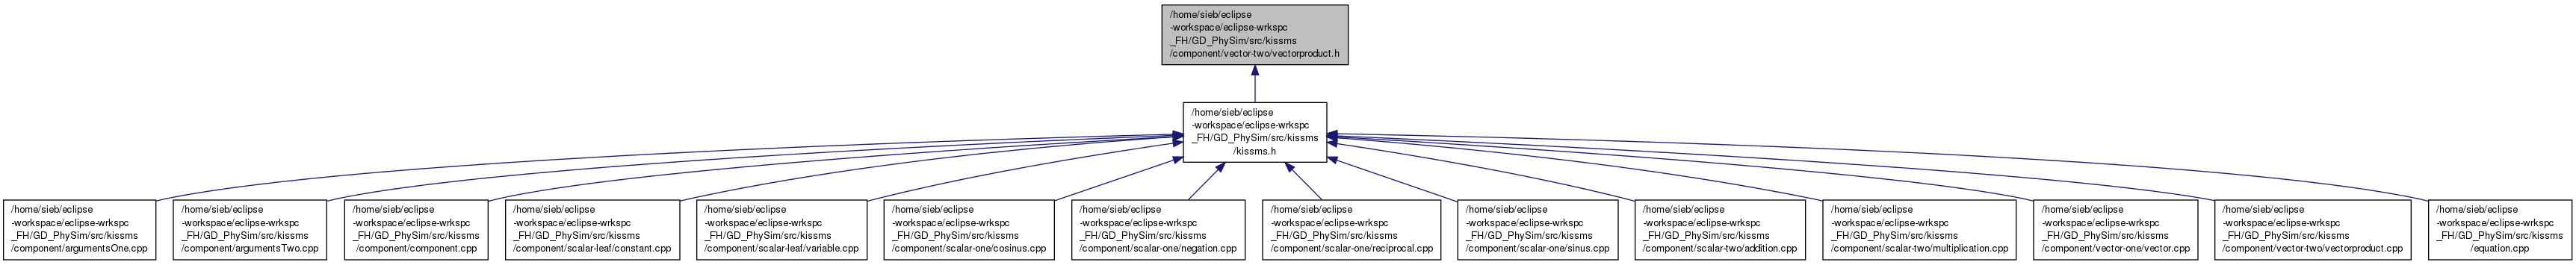 /home/sieb/eclipse
-workspace/eclipse-wrkspc
_FH/GD_PhySim/src/kissms
/component/vector-two/vectorproduct.h
/home/sieb/eclipse
-workspace/eclipse-wrkspc
_FH/GD_PhySim/src/kissms
/kissms.h
/home/sieb/eclipse
-workspace/eclipse-wrkspc
_FH/GD_PhySim/src/kissms
/component/argumentsOne.cpp
/home/sieb/eclipse
-workspace/eclipse-wrkspc
_FH/GD_PhySim/src/kissms
/component/argumentsTwo.cpp
/home/sieb/eclipse
-workspace/eclipse-wrkspc
_FH/GD_PhySim/src/kissms
/component/component.cpp
/home/sieb/eclipse
-workspace/eclipse-wrkspc
_FH/GD_PhySim/src/kissms
/component/scalar-leaf/constant.cpp
/home/sieb/eclipse
-workspace/eclipse-wrkspc
_FH/GD_PhySim/src/kissms
/component/scalar-leaf/variable.cpp
/home/sieb/eclipse
-workspace/eclipse-wrkspc
_FH/GD_PhySim/src/kissms
/component/scalar-one/cosinus.cpp
/home/sieb/eclipse
-workspace/eclipse-wrkspc
_FH/GD_PhySim/src/kissms
/component/scalar-one/negation.cpp
/home/sieb/eclipse
-workspace/eclipse-wrkspc
_FH/GD_PhySim/src/kissms
/component/scalar-one/reciprocal.cpp
/home/sieb/eclipse
-workspace/eclipse-wrkspc
_FH/GD_PhySim/src/kissms
/component/scalar-one/sinus.cpp
/home/sieb/eclipse
-workspace/eclipse-wrkspc
_FH/GD_PhySim/src/kissms
/component/scalar-two/addition.cpp
/home/sieb/eclipse
-workspace/eclipse-wrkspc
_FH/GD_PhySim/src/kissms
/component/scalar-two/multiplication.cpp
/home/sieb/eclipse
-workspace/eclipse-wrkspc
_FH/GD_PhySim/src/kissms
/component/vector-one/vector.cpp
/home/sieb/eclipse
-workspace/eclipse-wrkspc
_FH/GD_PhySim/src/kissms
/component/vector-two/vectorproduct.cpp
/home/sieb/eclipse
-workspace/eclipse-wrkspc
_FH/GD_PhySim/src/kissms
/equation.cpp